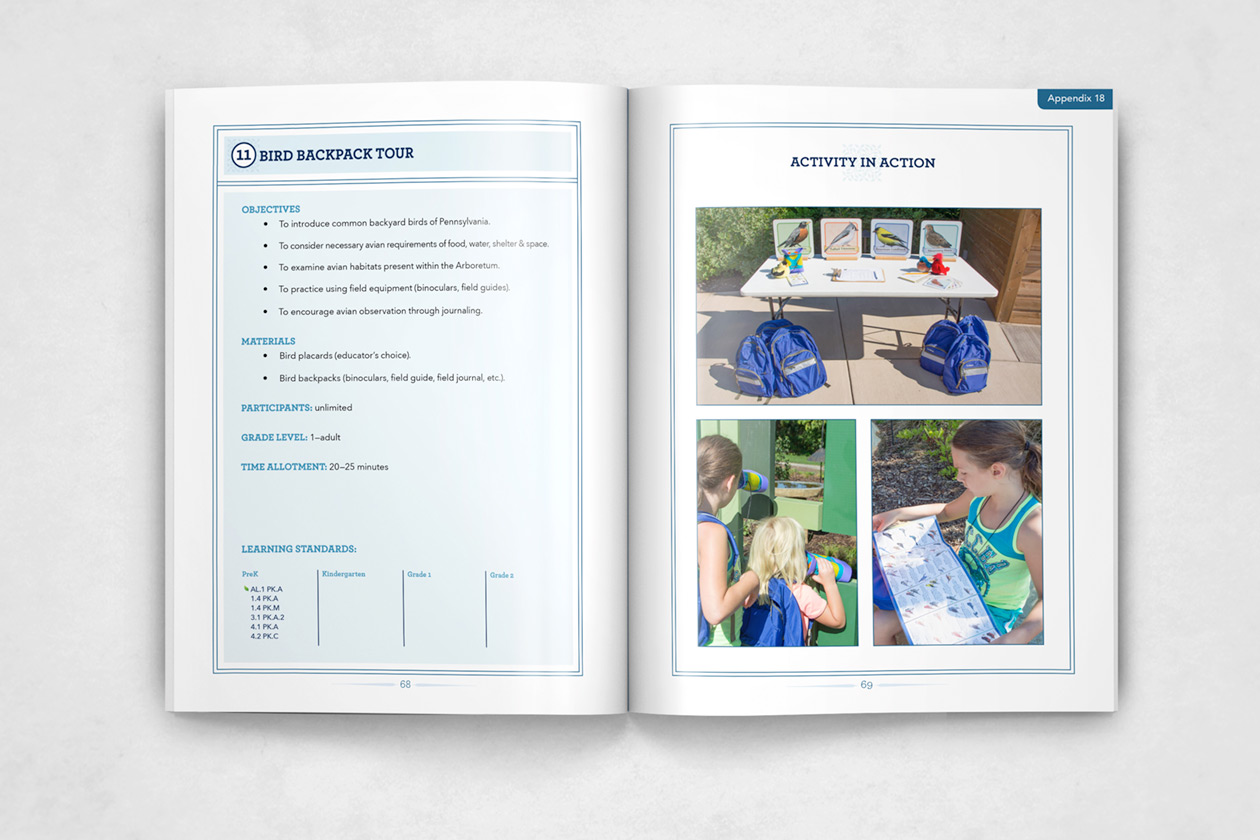 11 BIRD BACKPACK TOUR
OBJECTIVES
• To introduce common backyard birds of Pennsylvania.
• To consider necessary avian requirements of food, water, shelter & space.
• To examine avian habitats present within the Arboretum.
• To practice using field equipment (binoculars, field guides).
• To encourage avian observation through journaling.
MATERIALS
• Bird placards (educator's choice).
• Bird backpacks (binoculars, field guide, field journal, etc.).
PARTICIPANTS: unlimited
GRADE LEVEL: 1–adult
TIME ALLOTMENT: 20–25 minutes
LEARNING STANDARDS:
PreK Kindergarten Grade 1 Grade 2
AL.1 PK.A
1.4 PK.A
1.4 PK.M
3.1 PK.A.2
4.1 PK.A
4.2 PK.C
68
Appendix 18
ACTIVITY IN ACTION
69